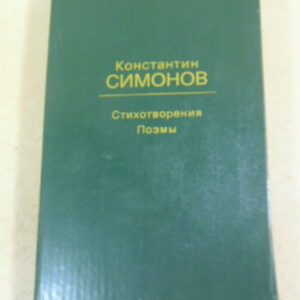 Константин
СИМОНОВ
Стихотворения
Поэмы